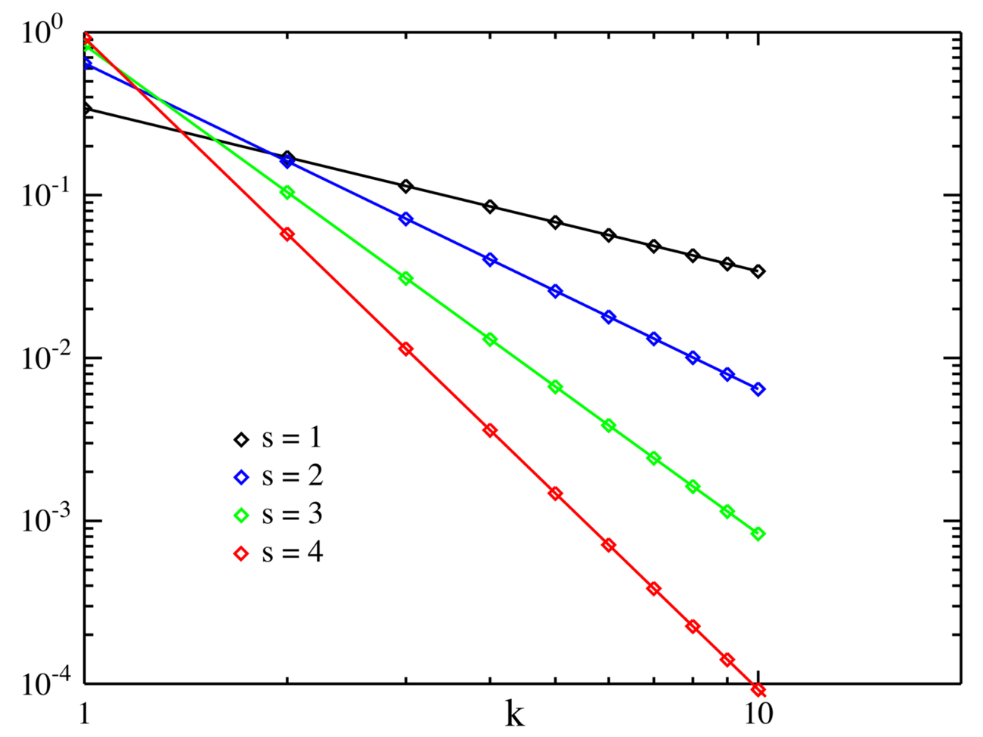 10^0
10^-1
10^-2
10^-3
10^-4
s = 1
s = 2
s = 3
s = 4
1 k 10